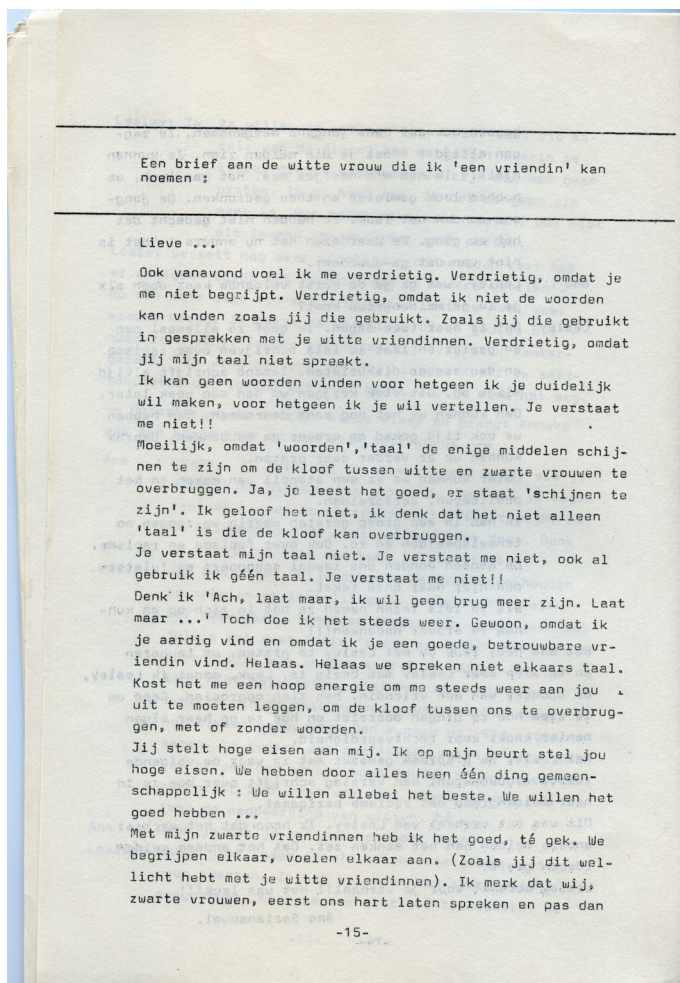 Een brief aan de witte vrouw die ik 'een vriendin' kan
noemen :
Lieve ...
Ook vanavond voel ik me verdrietig. Verdrietig, omdat je
me niet begrijpt. Verdrietig, omdat ik niet de woorden
kan vinden zoals jij die gebruikt. Zoals jij die gebruikt
in gesprekken met je witte vriendinnen. Verdrietig, omdat
jij mijn taal niet spreekt.
Ik kan geen woorden vinden voor hetgeen ik je duidelijk
wil maken, voor hetgeen ik je wil vertellen. Je verstaat
me niet!!
Moeilijk, omdat 'woorden','taal' de enige middelen schij-
nen te zijn om de kloof tussen witte en zwarte vrouwen te
overbruggen. Ja, je leest het goed, er staat 'schijnen te
zijn'. Ik geloof het niet, ik denk dat het niet alleen
'taal' is die de kloof kan overbruggen.
Je verstaat mijn taal niet. Je verstaat me niet, ook al
gebruik ik géén taal. Je verstaat me niet!!
Denk ik 'Ach, laat maar, ik wil geen brug meer zijn. Laat
maar ...' Toch doe ik het steeds weer. Gewoon, omdat ik
je aardig vind en omdat ik je een goede, betrouwbare vr-
iendin vind. Helaas. Helaas we spreken niet elkaars taal.
Kost het me een hoop energie om me steeds weer aan jou
uit te moeten leggen, om de kloof tussen ons te overbrug-
gen, met of zonder woorden.
Jij stelt hoge eisen aan mij. Ik op mijn beurt stel jou
hoge eisen. We hebben door alles heen één ding gemeen-
schappelijk : We willen allebei het beste. We willen het
goed hebben ...
Met mijn zwarte vriendinnen heb ik het goed, té gek. We
begrijpen elkaar, voelen elkaar aan. (Zoals jij dit wel-
licht hebt met je witte vriendinnen). Ik merk dat wij,
zwarte vrouwen, eerst ons hart laten spreken en pas dan
-15-